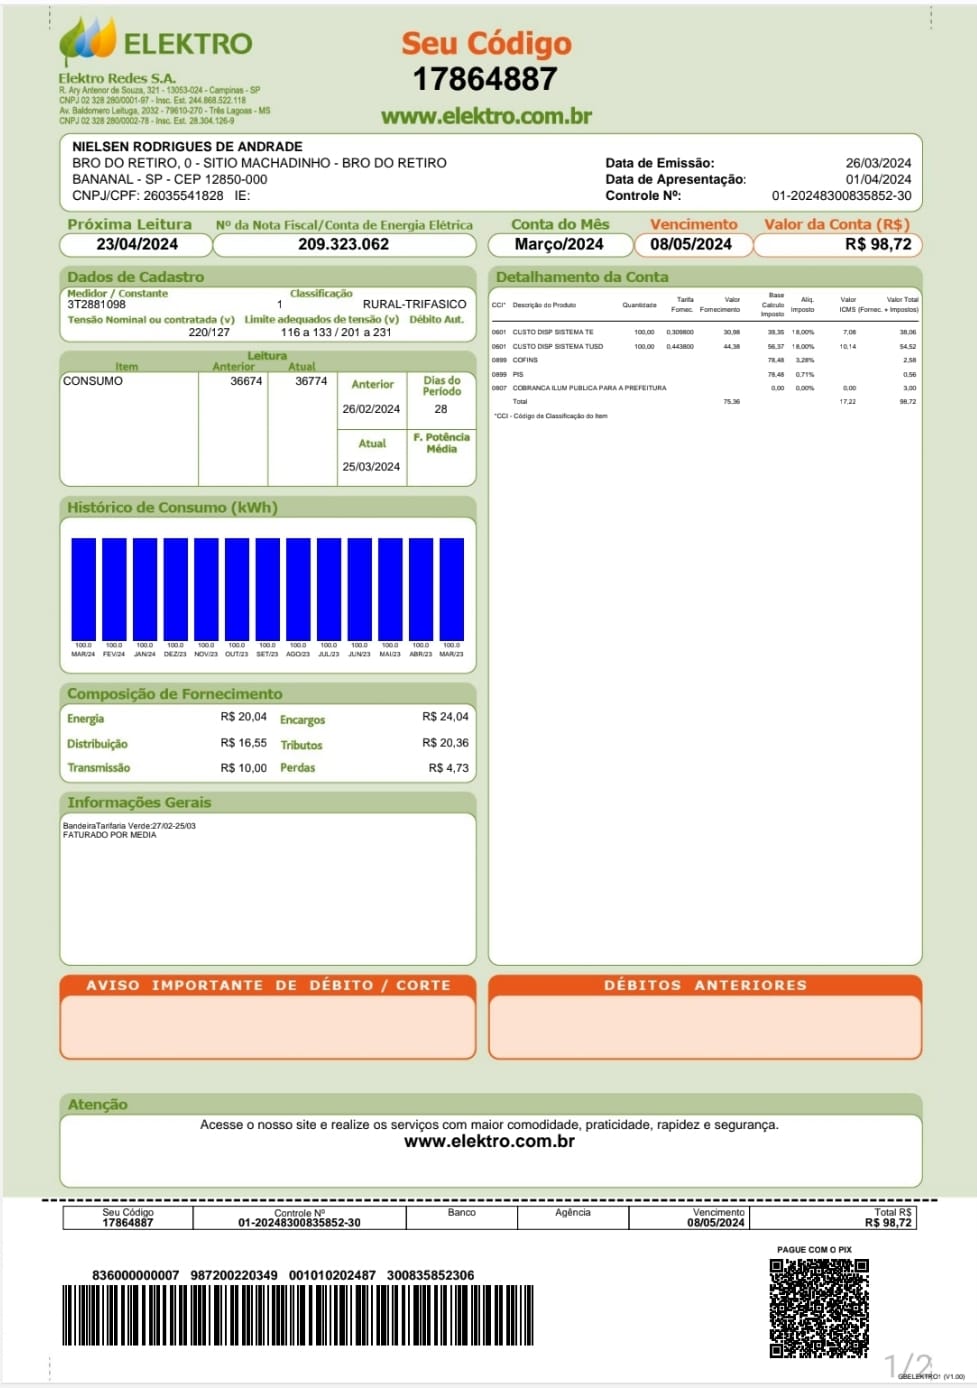 ELEKTRO
Elektro Redes S.A.
R. Ary Antenor de Souza, 321 - 13053-024 - Campinas - SP
CNPJ 02 328 280/0001-97 - Insc. Est. 244.868.522.118
Av. Baldomero Leituga, 2032 - 79610-270 - Três Lagoas - MS
CNPJ 02 328 280/0002-78 - Insc. Est. 28.304.126-9
Seu Código
17864887
www.elektro.com.br
NIELSEN RODRIGUES DE ANDRADE
BRO DO RETIRO, 0 - SITIO MACHADINHO - BRO DO RETIRO
BANANAL - SP - CEP 12850-000
CNPJ/CPF: 26035541828 IE:
Data de Emissão: 26/03/2024
Data de Apresentação: 01/04/2024
Controle Nº: 01-20248300835852-30
Próxima Leitura Nº da Nota Fiscal/Conta de Energia Elétrica Conta do Mês Vencimento Valor da Conta (R$)
23/04/2024 209.323.062 Março/2024 08/05/2024 R$ 98,72
Dados de Cadastro
Medidor / Constante Classificação
3T2881098 1 RURAL-TRIFASICO
Tensão Nominal ou contratada (v) Limite adequados de tensão (v) Débito Aut.
220/127 116 a 133 / 201 a 231
Leitura
Item Anterior Atual
CONSUMO 36674 36774
Anterior Dias do Período
26/02/2024 28
Atual F. Potência Média
25/03/2024
Histórico de Consumo (kWh)
100.0 100.0 100.0 100.0 100.0 100.0 100.0 100.0 100.0 100.0 100.0 100.0 100.0
MAR/24 FEV/24 JAN/24 DEZ/23 NOV/23 OUT/23 SET/23 AGO/23 JUL/23 JUN/23 MAI/23 ABR/23 MAR/23
Composição de Fornecimento
Energia R$ 20,04 Encargos R$ 24,04
Distribuição R$ 16,55 Tributos R$ 20,36
Transmissão R$ 10,00 Perdas R$ 4,73
Informações Gerais
BandeiraTarifaria Verde:27/02-25/03
FATURADO POR MEDIA
Detalhamento da Conta
CCI* Descrição do Produto Quantidade Tarifa Fornec. Valor Fornecimento Base Calculo Imposto Aliq. Imposto Valor ICMS Valor Total (Fornec. + Impostos)
0601 CUSTO DISP SISTEMA TE 100,00 0,309800 30,98 38,35 18,00% 7,08 38,06
0601 CUSTO DISP SISTEMA TUSD 100,00 0,443800 44,38 56,37 18,00% 10,14 54,52
0899 COFINS 78,48 3,28% 2,58
0899 PIS 78,48 0,71% 0,56
0807 COBRANCA ILUM PUBLICA PARA A PREFEITURA 0,00 0,00% 0,00 3,00
Total 75,36 17,22 98,72
*CCI - Código de Classificação do Item
AVISO IMPORTANTE DE DÉBITO / CORTE
DÉBITOS ANTERIORES
Atenção
Acesse o nosso site e realize os serviços com maior comodidade, praticidade, rapidez e segurança.
www.elektro.com.br
Seu Código Controle Nº Banco Agência Vencimento Total R$
17864887 01-20248300835852-30 08/05/2024 R$ 98,72
PAGUE COM O PIX
836000000007 987200220349 001010202487 300835852306
1/2
GBELEKTRO1 (V1.00)